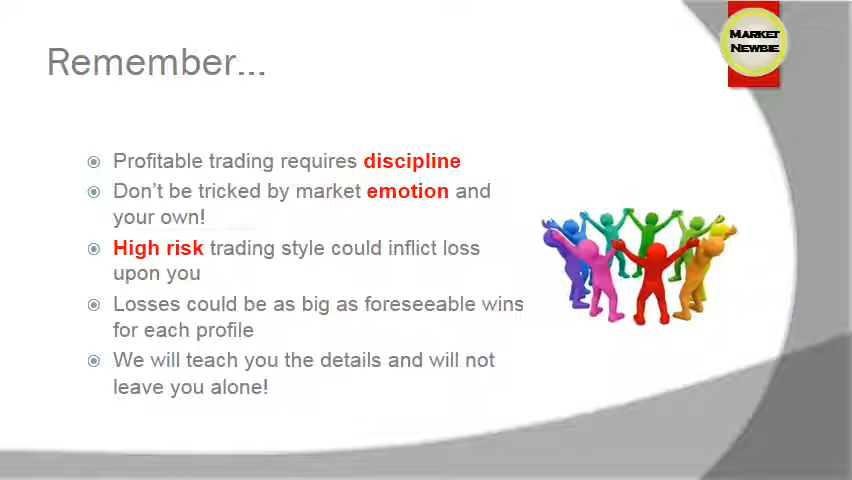 MARKET
NEWBIE
Remember...
Profitable trading requires discipline
Don't be tricked by market emotion and
your own!
High risk trading style could inflict loss
upon you
Losses could be as big as foreseeable wins
for each profile
We will teach you the details and will not
leave you alone!